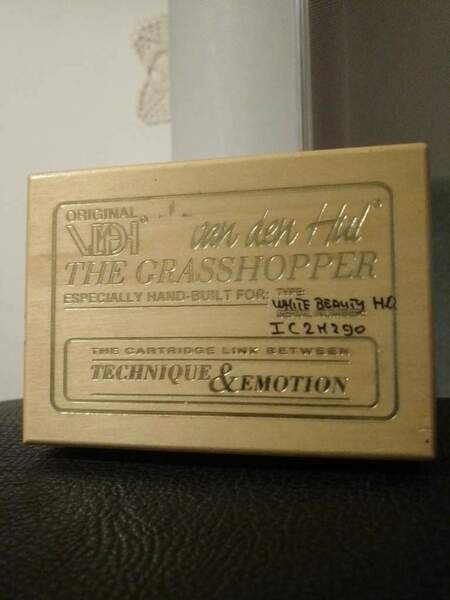 ORIGINAL
VDH® van den Hul®
THE GRASSHOPPER
ESPECIALLY HAND-BUILT FOR: TYPE:
WHITE BEAUTY H.O
IC2M290
THE CARTRIDGE LINK BETWEEN
TECHNIQUE & EMOTION